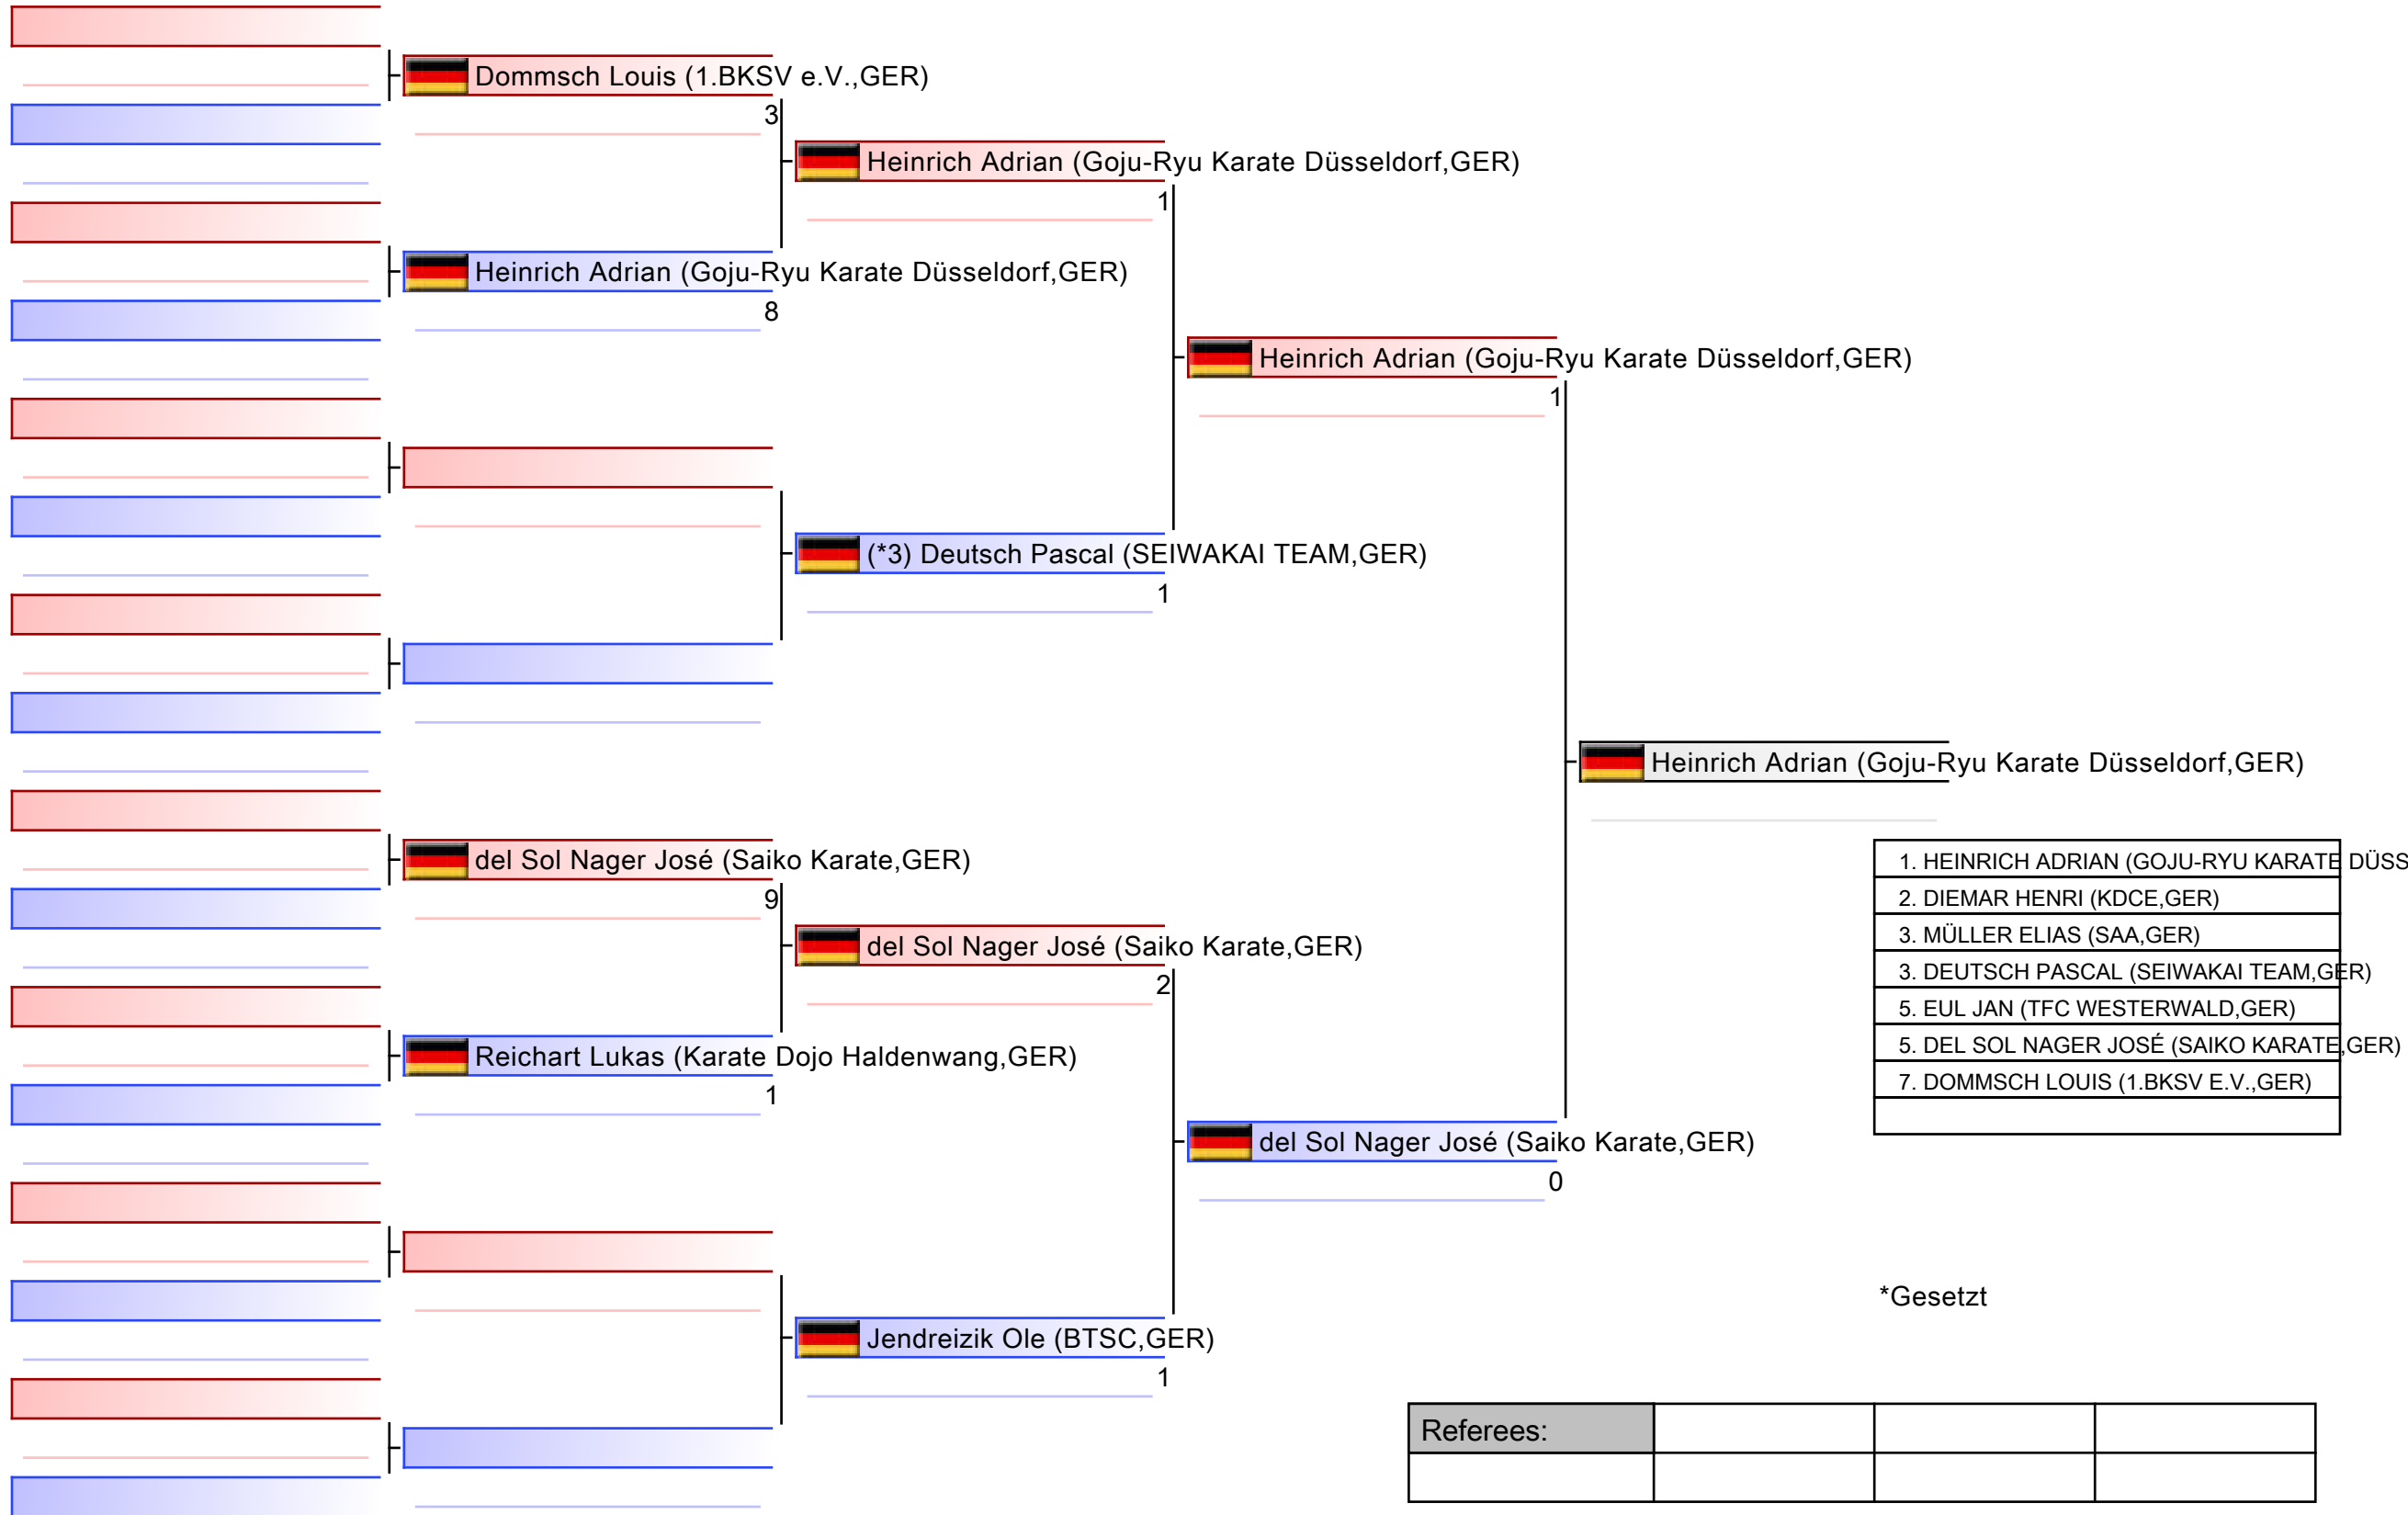 Dommsch Louis (1.BKSV e.V.,GER)
3
Heinrich Adrian (Goju-Ryu Karate Düsseldorf,GER)
1
Heinrich Adrian (Goju-Ryu Karate Düsseldorf,GER)
8
Heinrich Adrian (Goju-Ryu Karate Düsseldorf,GER)
1
(*3) Deutsch Pascal (SEIWAKAI TEAM,GER)
1
Heinrich Adrian (Goju-Ryu Karate Düsseldorf,GER)
del Sol Nager José (Saiko Karate,GER)
9
del Sol Nager José (Saiko Karate,GER)
2
Reichart Lukas (Karate Dojo Haldenwang,GER)
1
del Sol Nager José (Saiko Karate,GER)
0
Jendreizik Ole (BTSC,GER)
1
1. HEINRICH ADRIAN (GOJU-RYU KARATE DÜSS
2. DIEMAR HENRI (KDCE,GER)
3. MÜLLER ELIAS (SAA,GER)
3. DEUTSCH PASCAL (SEIWAKAI TEAM,GER)
5. EUL JAN (TFC WESTERWALD,GER)
5. DEL SOL NAGER JOSÉ (SAIKO KARATE,GER)
7. DOMMSCH LOUIS (1.BKSV E.V.,GER)
*Gesetzt
Referees: